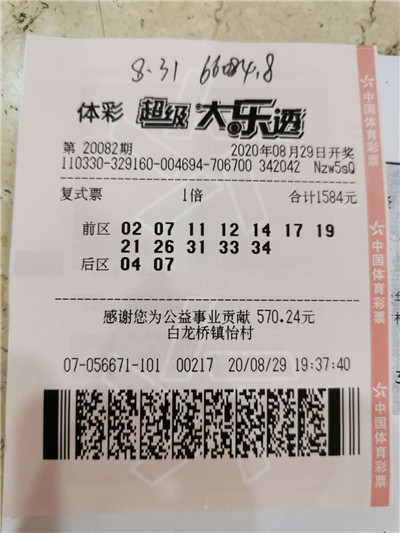 8.31 66084.8
体彩 超级大乐透
第 20082期 2020年08月29日开奖
110330-329160-004694-706700 342042 Nzw5sQ
复式票 1倍 合计1584元
前区 02 07 11 12 14 17 19
21 26 31 33 34
后区 04 07
感谢您为公益事业贡献 570.24元
白龙桥镇怡村
07-056671-101 00217 20/08/29 19:37:40
中国体育彩票
中国体育彩票
中国体育彩票